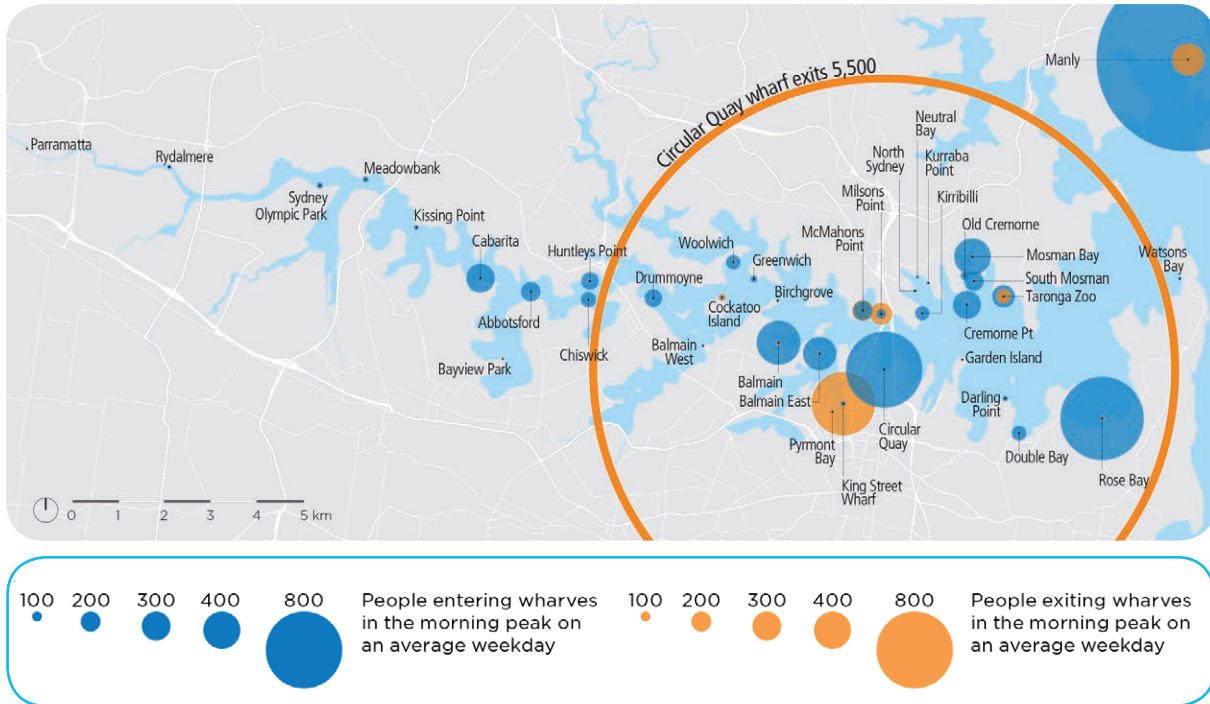 Circular Quay wharf exits 5,500
Manly
Parramatta
Rydalmere
Sydney
Olympic Park
Meadowbank
Kissing Point
Cabarita
Abbotsford
Bayview Park
Huntleys Point
Chiswick
Drummoyne
Woolwich
Greenwich
Cockatoo
Island
Birchgrove
Balmain
West
McMahons
Point
Milsons
Point
North
Sydney
Neutral
Bay
Kurraba
Point
Kirribilli
Old Cremorne
Mosman Bay
South Mosman
Taronga Zoo
Watsons
Bay
Cremorne Pt
Garden Island
Darling
Point
Double Bay
Rose Bay
Balmain
Balmain East
Pyrmont
Bay
King Street
Wharf
Circular
Quay
0 1 2 3 4 5 km
100 200 300 400 800
People entering wharves
in the morning peak on
an average weekday
100 200 300 400 800
People exiting wharves
in the morning peak on
an average weekday